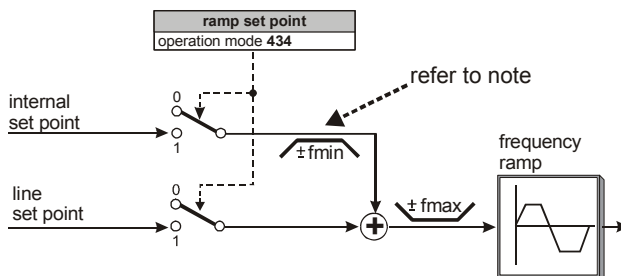 ramp set point
operation mode 434
refer to note
internal
set point
0
1
± fmin
frequency
ramp
line
set point
0
1
+
± fmax